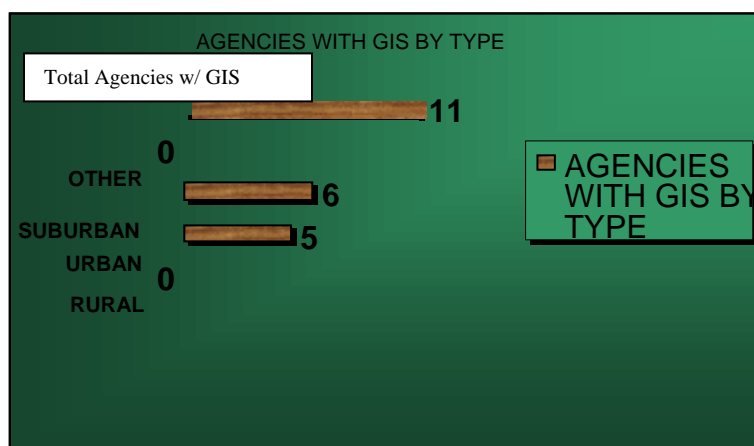 AGENCIES WITH GIS BY TYPE
Total Agencies w/ GIS
11
0
OTHER
6
SUBURBAN
5
URBAN
0
RURAL
AGENCIES
WITH GIS BY
TYPE